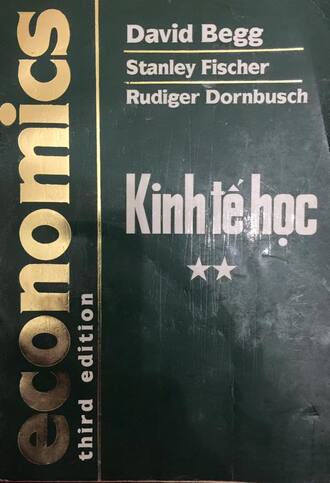 economics
third edition
David Begg
Stanley Fischer
Rudiger Dornbusch
Kinh tế học
★★